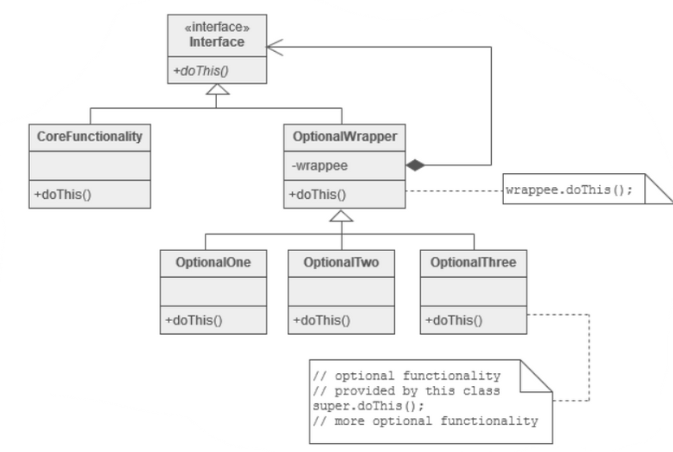 «interface»
Interface
+doThis()
CoreFunctionality
+doThis()
OptionalWrapper
-wrappee
+doThis()
wrappee.doThis();
OptionalOne
+doThis()
OptionalTwo
+doThis()
OptionalThree
+doThis()
// optional functionality
// provided by this class
super.doThis();
// more optional functionality